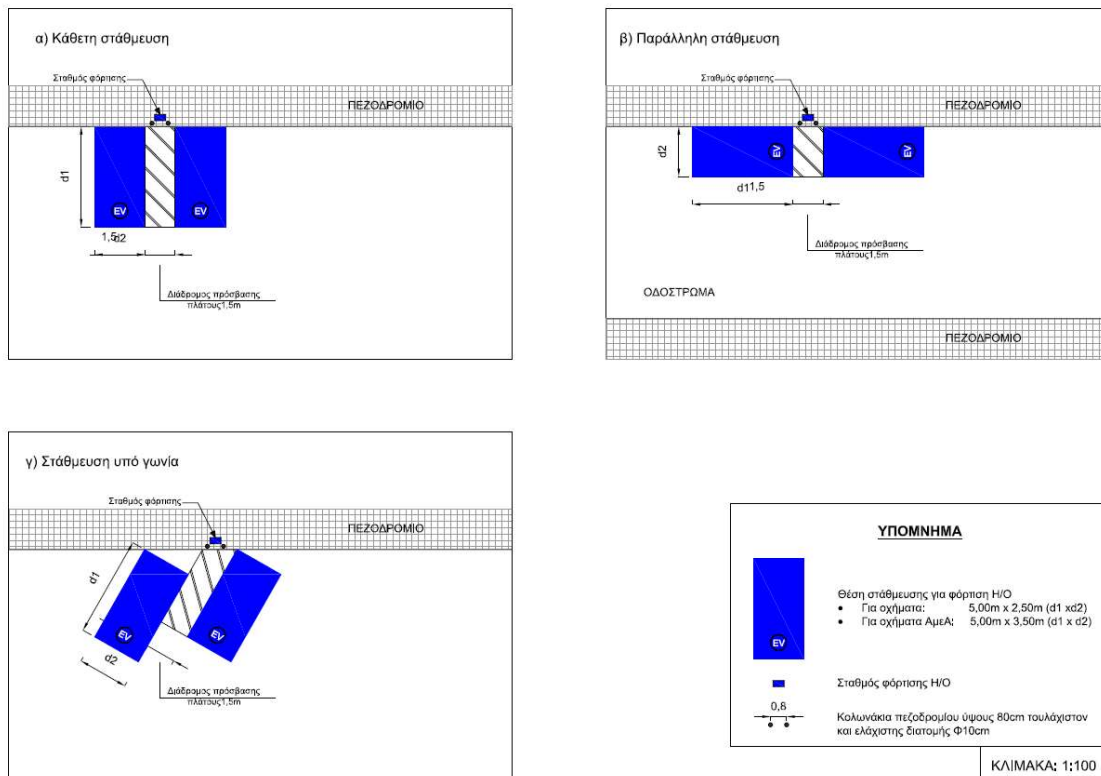 α) Κάθετη στάθμευση
Σταθμός φόρτισης
ΠΕΖΟΔΡΟΜΙΟ
d1
EV
EV
1,5
d2
Διάδρομος πρόσβασης
πλάτους1,5m
β) Παράλληλη στάθμευση
Σταθμός φόρτισης
ΠΕΖΟΔΡΟΜΙΟ
d2
EV
EV
d1
1,5
Διάδρομος πρόσβασης
πλάτους1,5m
ΟΔΟΣΤΡΩΜΑ
ΠΕΖΟΔΡΟΜΙΟ
γ) Στάθμευση υπό γωνία
Σταθμός φόρτισης
ΠΕΖΟΔΡΟΜΙΟ
d1
EV
EV
d2
Διάδρομος πρόσβασης
πλάτους1,5m
ΥΠΟΜΝΗΜΑ
EV
Θέση στάθμευσης για φόρτιση Η/Ο
• Για οχήματα: 5,00m x 2,50m (d1 xd2)
• Για οχήματα ΑμεΑ: 5,00m x 3,50m (d1 x d2)
Σταθμός φόρτισης Η/Ο
0,8
Κολωνάκια πεζοδρομίου ύψους 80cm τουλάχιστον
και ελάχιστης διατομής Φ10cm
ΚΛΙΜΑΚΑ: 1:100